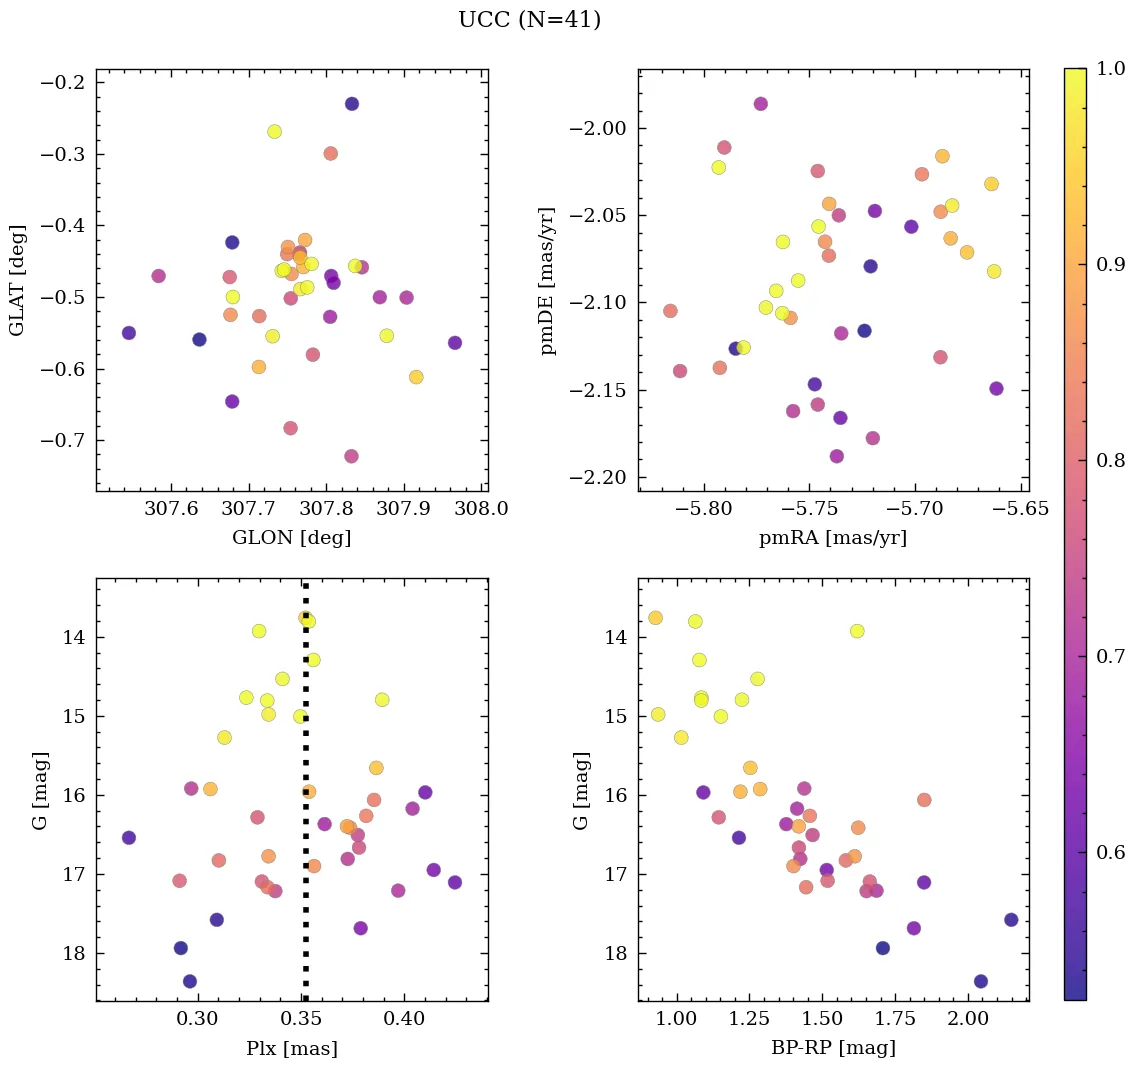 UCC (N=41)
−0.2
−0.3
−0.4
−0.5
−0.6
−0.7
GLAT [deg]
307.6 307.7 307.8 307.9 308.0
GLON [deg]
−2.00
−2.05
−2.10
−2.15
−2.20
pmDE [mas/yr]
−5.80 −5.75 −5.70 −5.65
pmRA [mas/yr]
1.0
0.9
0.8
0.7
0.6
14
15
16
17
18
G [mag]
0.30 0.35 0.40
Plx [mas]
14
15
16
17
18
G [mag]
1.00 1.25 1.50 1.75 2.00
BP-RP [mag]